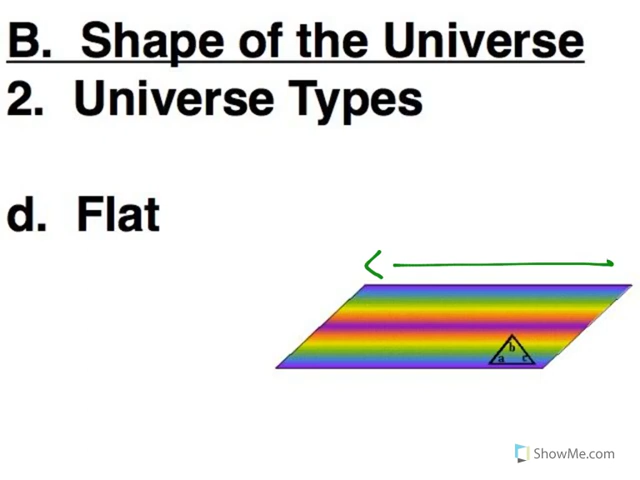 B. Shape of the Universe
2. Universe Types
d. Flat
b
a c
ShowMe.com